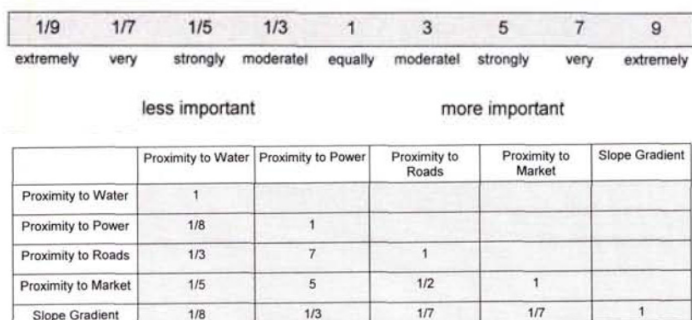 1/9 1/7 1/5 1/3 1 3 5 7 9
extremely very strongly moderatel equally moderatel strongly very extremely
less important more important
Proximity to Water Proximity to Power Proximity to Roads Proximity to Market Slope Gradient
Proximity to Water 1
Proximity to Power 1/8 1
Proximity to Roads 1/3 7 1
Proximity to Market 1/5 5 1/2 1
Slope Gradient 1/8 1/3 1/7 1/7 1